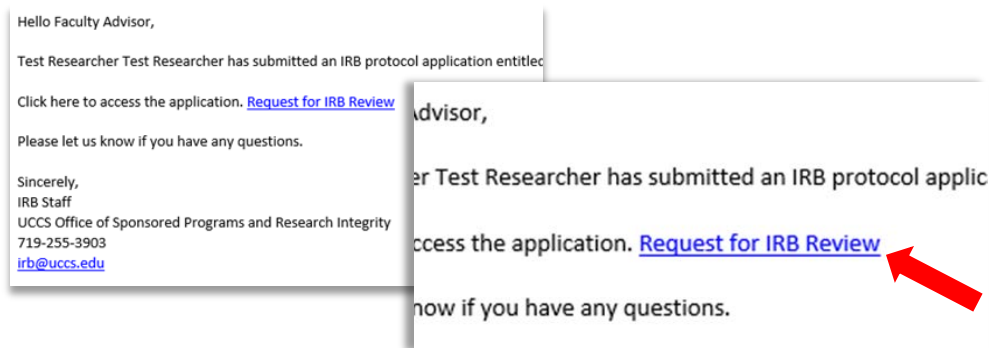 Hello Faculty Advisor,
Test Researcher Test Researcher has submitted an IRB protocol application entitled
Click here to access the application. Request for IRB Review
Please let us know if you have any questions.
Sincerely,
IRB Staff
UCCS Office of Sponsored Programs and Research Integrity
719-255-3903
irb@uccs.edu
Advisor,
er Test Researcher has submitted an IRB protocol applic
ccess the application. Request for IRB Review
now if you have any questions.